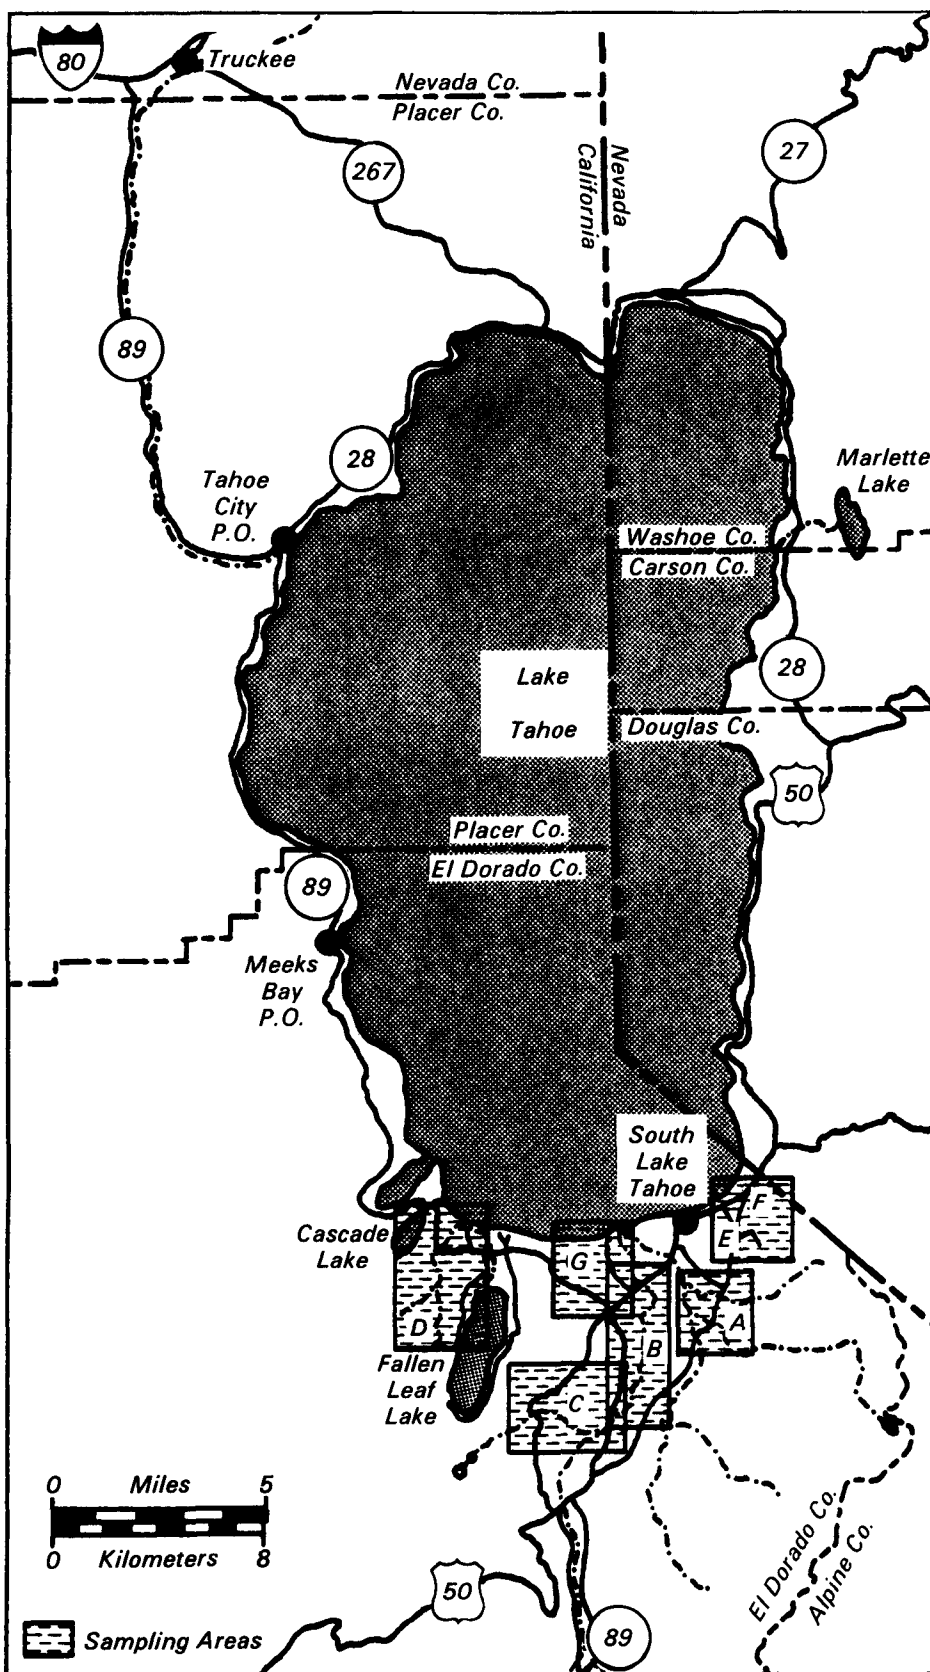 80
Truckee
Nevada Co.
Placer Co.
267
Nevada
California
27
89
28
Tahoe
City
P.O.
Marlette
Lake
Washoe Co.
Carson Co.
Lake
Tahoe
28
Douglas Co.
50
Placer Co.
El Dorado Co.
89
Meeks
Bay
P.O.
South
Lake
Tahoe
F
E
Cascade
Lake
G
D
A
B
Fallen
Leaf
Lake
C
0 Miles 5
0 Kilometers 8
El Dorado Co.
Alpine Co.
50
89
Sampling Areas